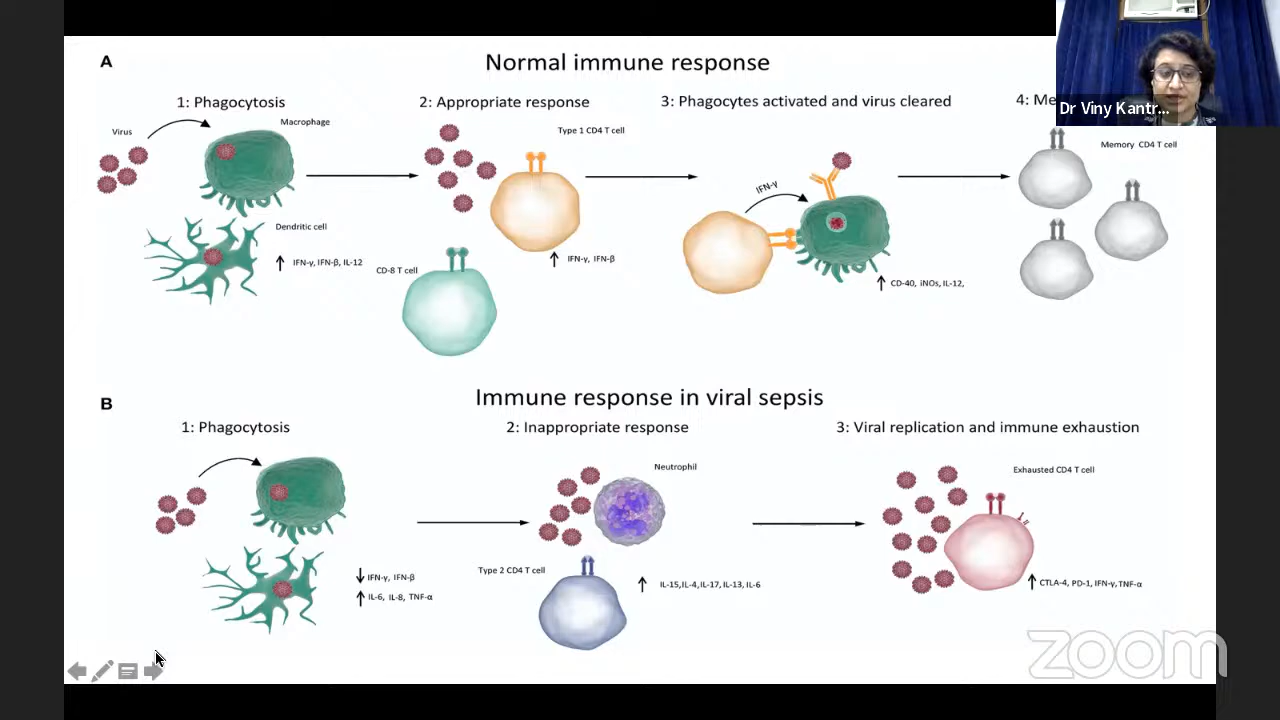 A
Normal immune response
1: Phagocytosis
2: Appropriate response
3: Phagocytes activated and virus cleared
4: Me
Dr Viny Kantr...
Virus
Macrophage
Type 1 CD4 T cell
Memory CD4 T cell
IFN-γ
Dendritic cell
IFN-γ, IFN-β, IL-12
CD-8 T cell
IFN-γ, IFN-β
CD-40, iNOs, IL-12,
B
Immune response in viral sepsis
1: Phagocytosis
2: Inappropriate response
3: Viral replication and immune exhaustion
Neutrophil
Exhausted CD4 T cell
Type 2 CD4 T cell
IFN-γ, IFN-β
IL-6, IL-8, TNF-α
IL-15, IL-4, IL-17, IL-13, IL-6
CTLA-4, PD-1, IFN-γ, TNF-α
zoom